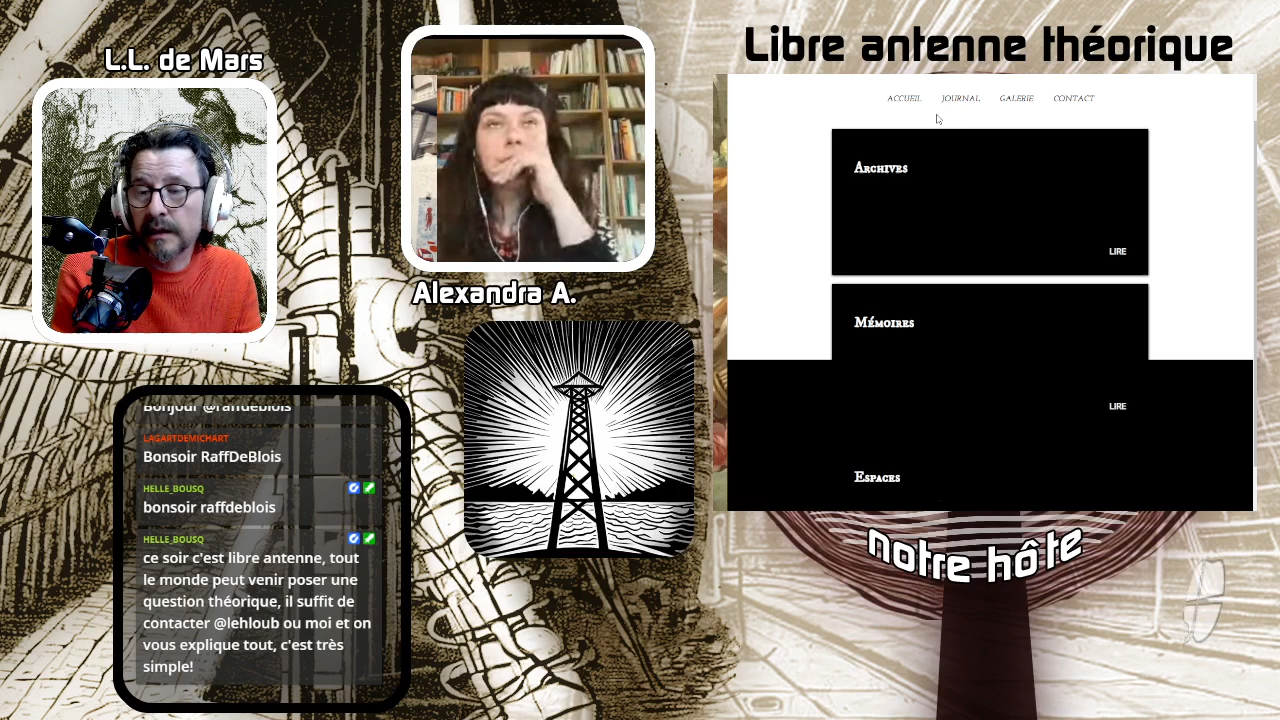 L.L. de Mars
Alexandra A.
Libre antenne théorique
ACCUEIL JOURNAL GALERIE CONTACT
ARCHIVES
LIRE
MÉMOIRES
LIRE
ESPACES
notre hôte
Bonjour @raffdeblois
LAGARTDEMICHART
Bonsoir RaffDeBlois
HELLE_BOUSQ
bonsoir raffdeblois
HELLE_BOUSQ
ce soir c'est libre antenne, tout
le monde peut venir poser une
question théorique, il suffit de
contacter @lehloub ou moi et on
vous explique tout, c'est très
simple!